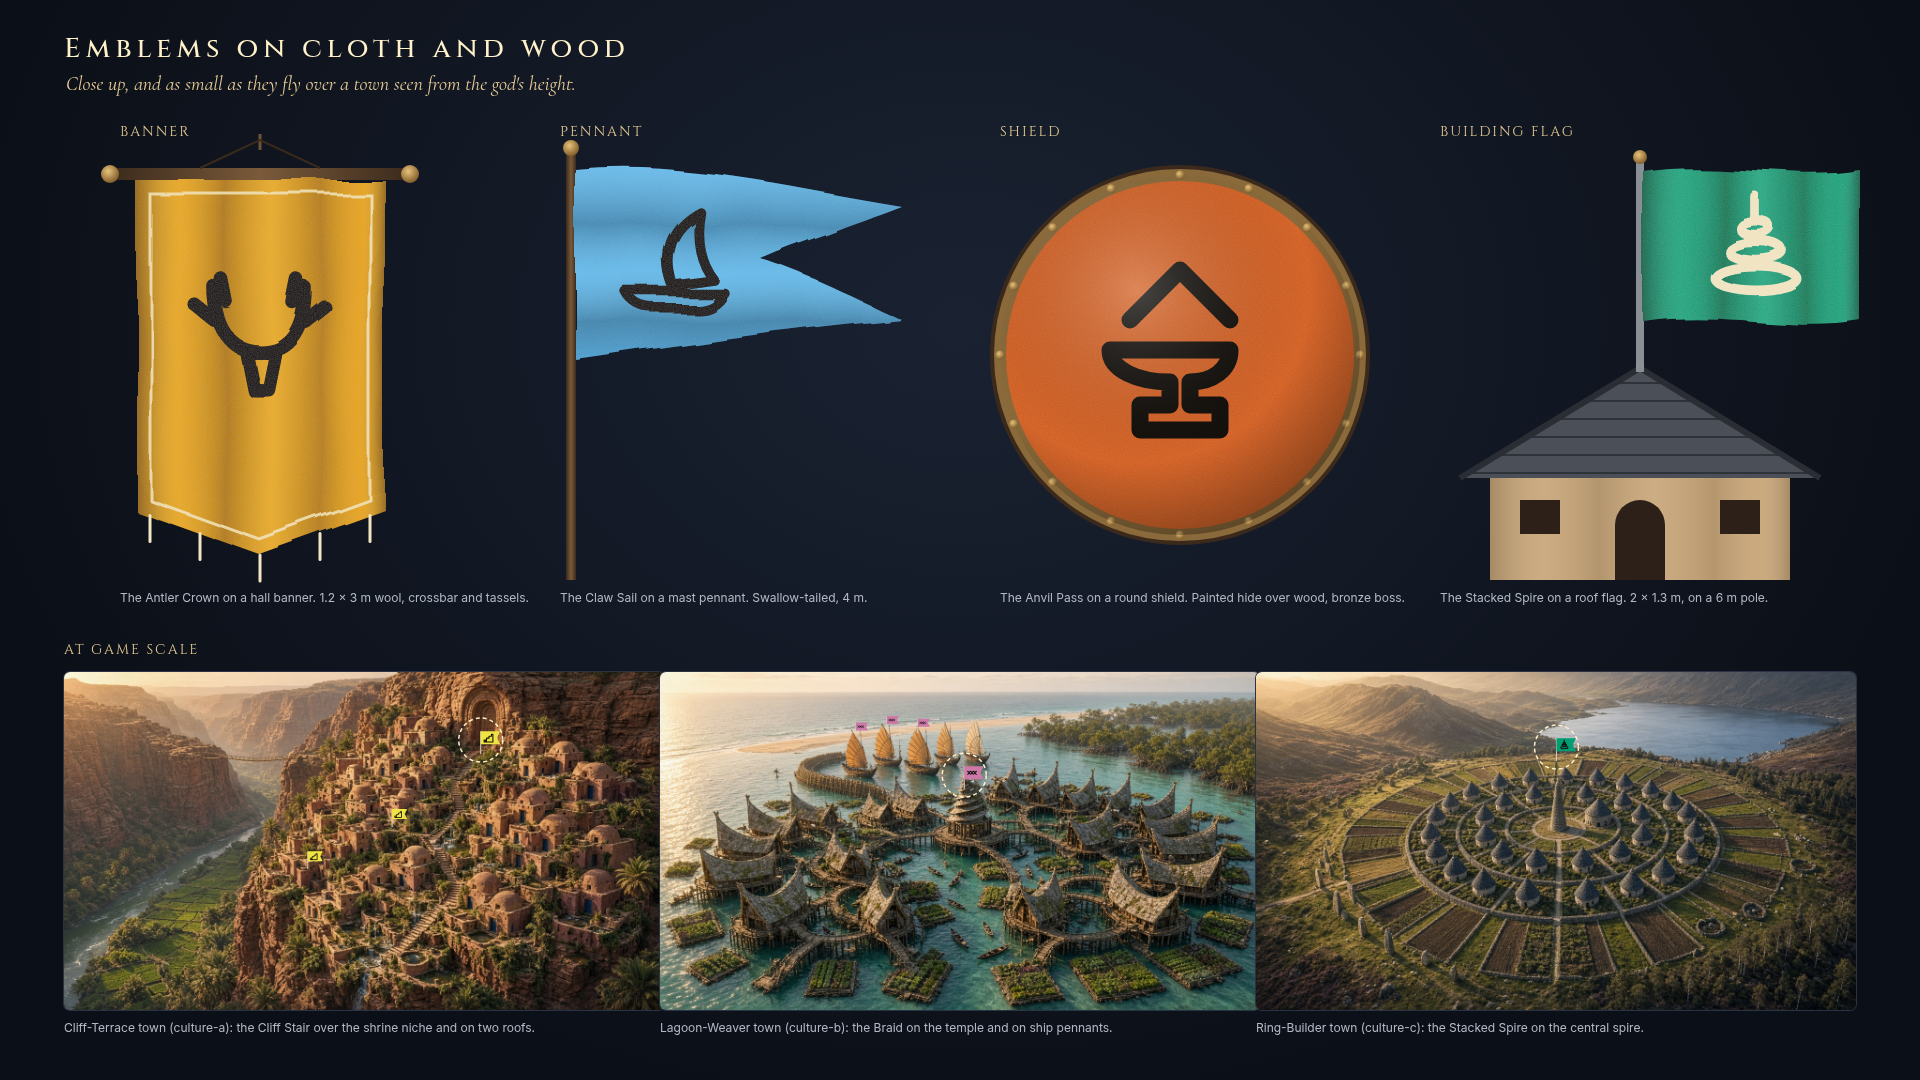 Emblems on cloth and wood
Close up, and as small as they fly over a town seen from the god's height.
BANNER
PENNANT
SHIELD
BUILDING FLAG
The Antler Crown on a hall banner. 1.2 × 3 m wool, crossbar and tassels.
The Claw Sail on a mast pennant. Swallow-tailed, 4 m.
The Anvil Pass on a round shield. Painted hide over wood, bronze boss.
The Stacked Spire on a roof flag. 2 × 1.3 m, on a 6 m pole.
AT GAME SCALE
Cliff-Terrace town (culture-a): the Cliff Stair over the shrine niche and on two roofs.
Lagoon-Weaver town (culture-b): the Braid on the temple and on ship pennants.
Ring-Builder town (culture-c): the Stacked Spire on the central spire.